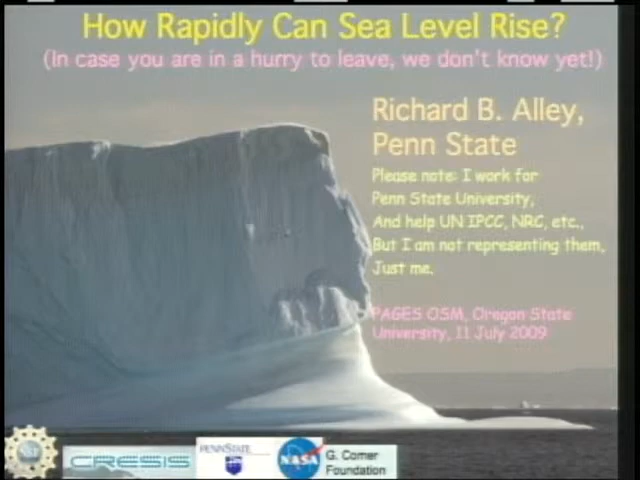 How Rapidly Can Sea Level Rise?
(In case you are in a hurry to leave, we don't know yet!)
Richard B. Alley,
Penn State
Please note: I work for
Penn State University,
And help UN IPCC, NRC, etc.,
But I am not representing them,
Just me.
PAGES OSM, Oregon State
University, 11 July 2009
NSF
CReSIS
PENNSTATE
NASA
G. Comer
Foundation